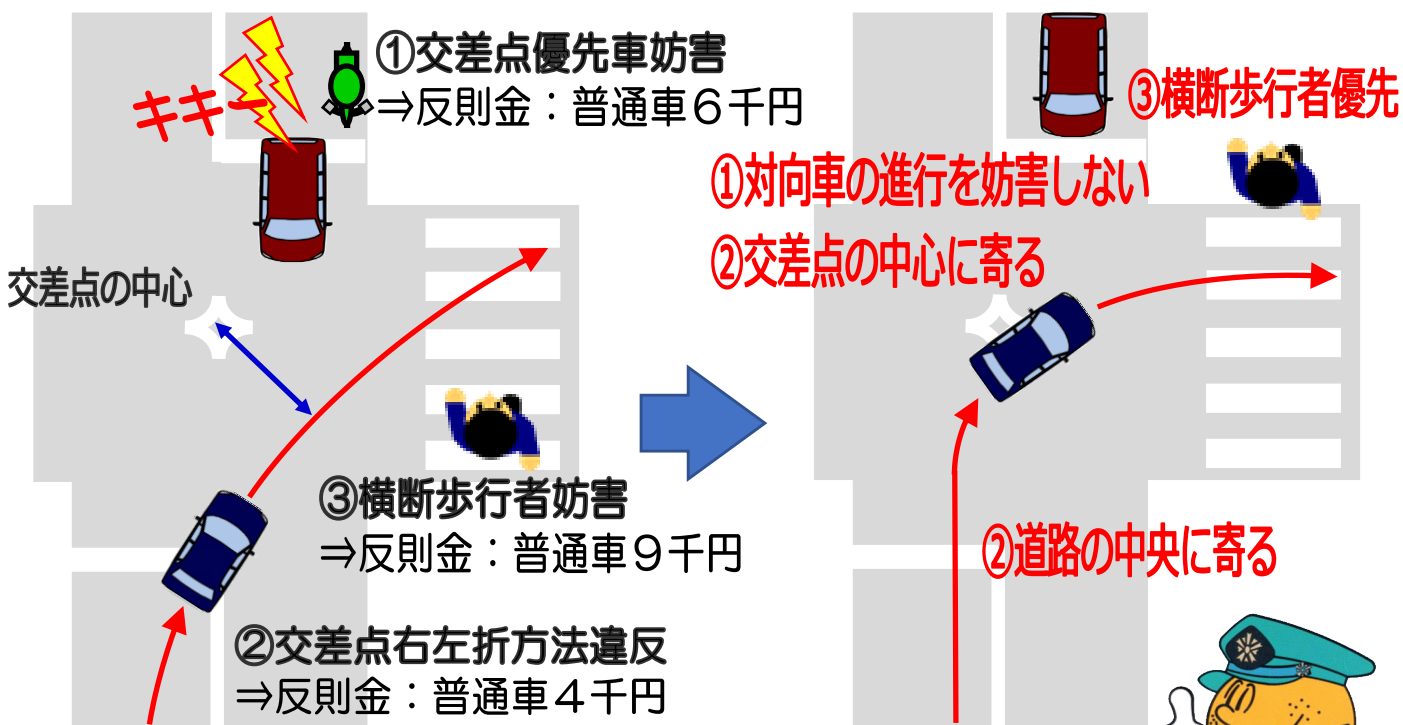 ①交差点優先車妨害
⇒反則金：普通車６千円
キキー
交差点の中心
③横断歩行者妨害
⇒反則金：普通車９千円
②交差点右左折方法違反
⇒反則金：普通車４千円
③横断歩行者優先
①対向車の進行を妨害しない
②交差点の中心に寄る
②道路の中央に寄る